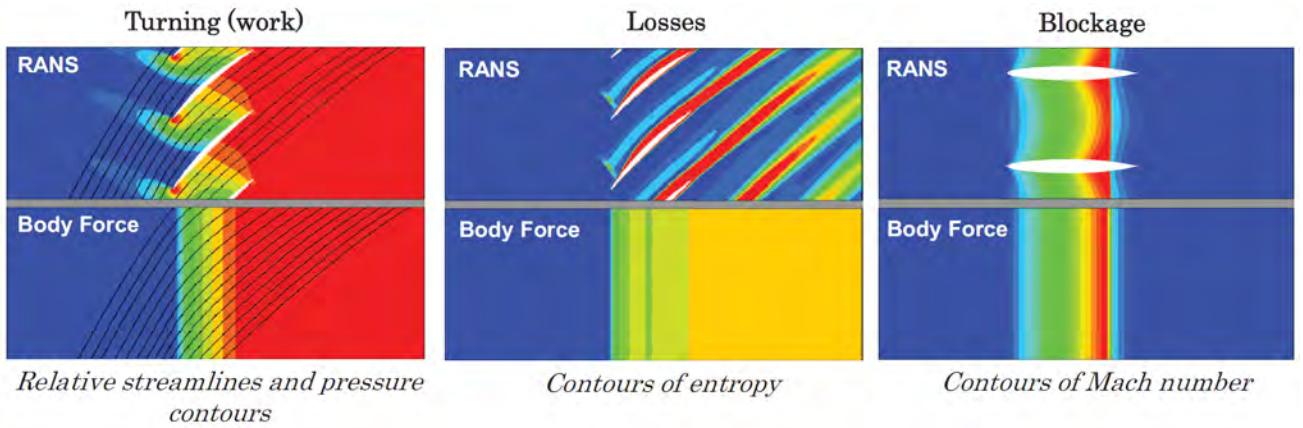 Turning (work)
Losses
Blockage
RANS
RANS
RANS
Body Force
Body Force
Body Force
Relative streamlines and pressure
contours
Contours of entropy
Contours of Mach number